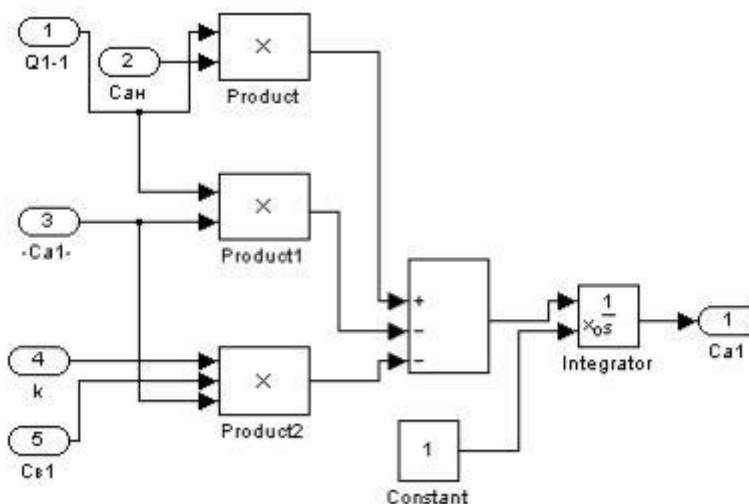 1
Q1-1
2
Сан
×
Product
3
-Ca1-
×
Product1
4
k
5
Св1
×
Product2
+
−
−
1
Constant
x₀ 1/s
Integrator
1
Ca1